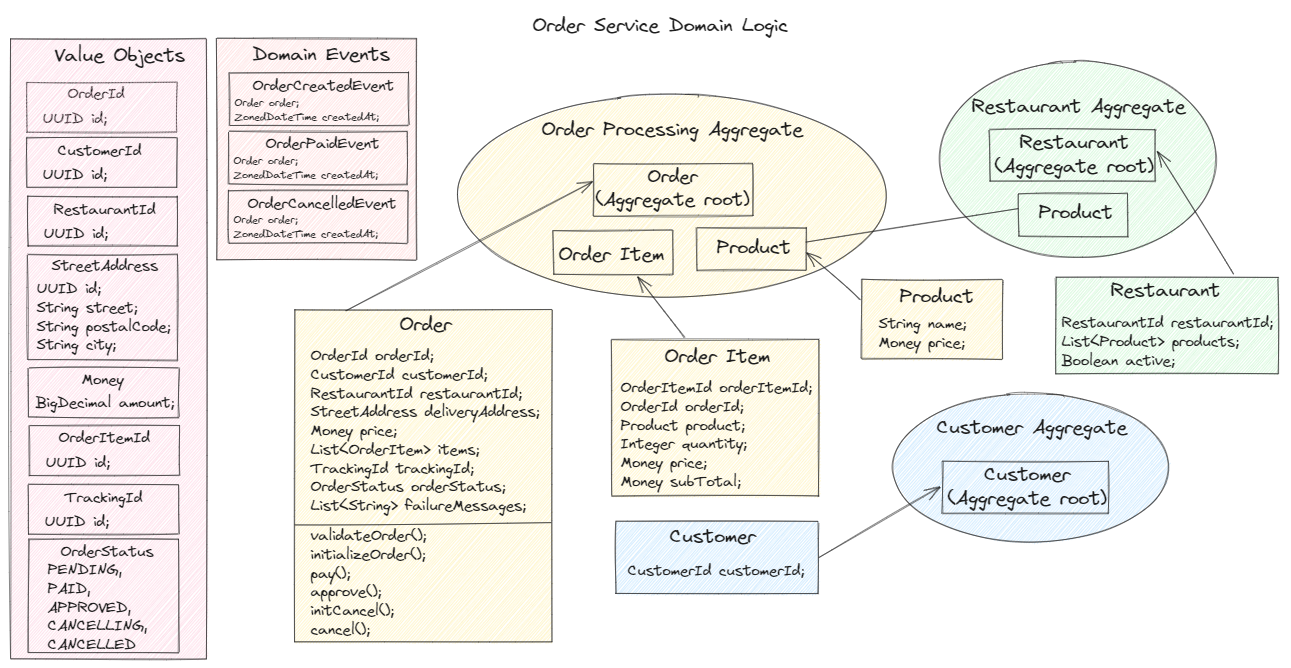 Order Service Domain Logic
Value Objects
OrderId
UUID id;
CustomerId
UUID id;
RestaurantId
UUID id;
StreetAddress
UUID id;
String street;
String postalCode;
String city;
Money
BigDecimal amount;
OrderItemId
UUID id;
TrackingId
UUID id;
OrderStatus
PENDING,
PAID,
APPROVED,
CANCELLING,
CANCELLED
Domain Events
OrderCreatedEvent
Order order;
ZonedDateTime createdAt;
OrderPaidEvent
Order order;
ZonedDateTime createdAt;
OrderCancelledEvent
Order order;
ZonedDateTime createdAt;
Order Processing Aggregate
Order
(Aggregate root)
Order Item
Product
Restaurant Aggregate
Restaurant
(Aggregate root)
Product
Order
OrderId orderId;
CustomerId customerId;
RestaurantId restaurantId;
StreetAddress deliveryAddress;
Money price;
List<OrderItem> items;
TrackingId trackingId;
OrderStatus orderStatus;
List<String> failureMessages;
validateOrder();
initializeOrder();
pay();
approve();
initCancel();
cancel();
Order Item
OrderItemId orderItemId;
OrderId orderId;
Product product;
Integer quantity;
Money price;
Money subTotal;
Product
String name;
Money price;
Restaurant
RestaurantId restaurantId;
List<Product> products;
Boolean active;
Customer Aggregate
Customer
(Aggregate root)
Customer
CustomerId customerId;